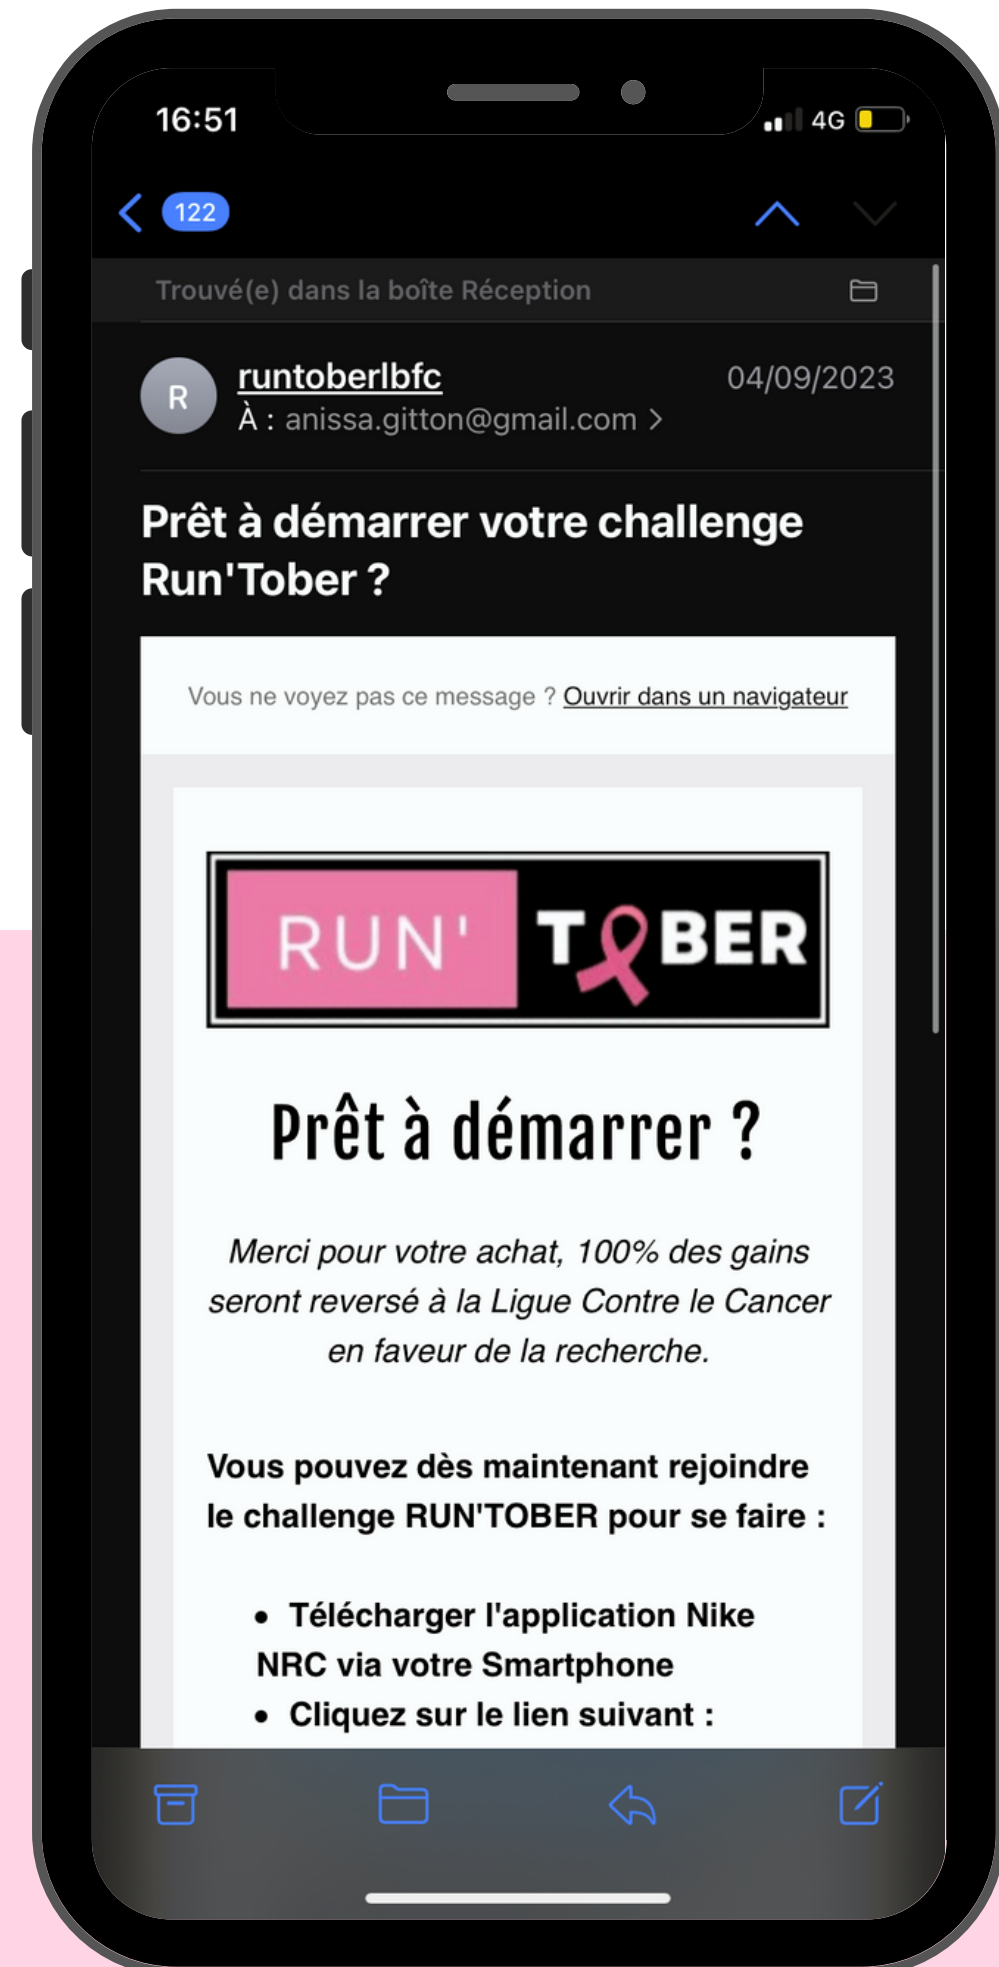 16:51
4G
122
Trouvé(e) dans la boîte Réception
R
runtoberlbfc
04/09/2023
À : anissa.gitton@gmail.com
Prêt à démarrer votre challenge
Run'Tober ?
Vous ne voyez pas ce message ? Ouvrir dans un navigateur
RUN' TOBER
Prêt à démarrer ?
Merci pour votre achat, 100% des gains
seront reversé à la Ligue Contre le Cancer
en faveur de la recherche.
Vous pouvez dès maintenant rejoindre
le challenge RUN'TOBER pour se faire :
• Télécharger l'application Nike
NRC via votre Smartphone
• Cliquez sur le lien suivant :